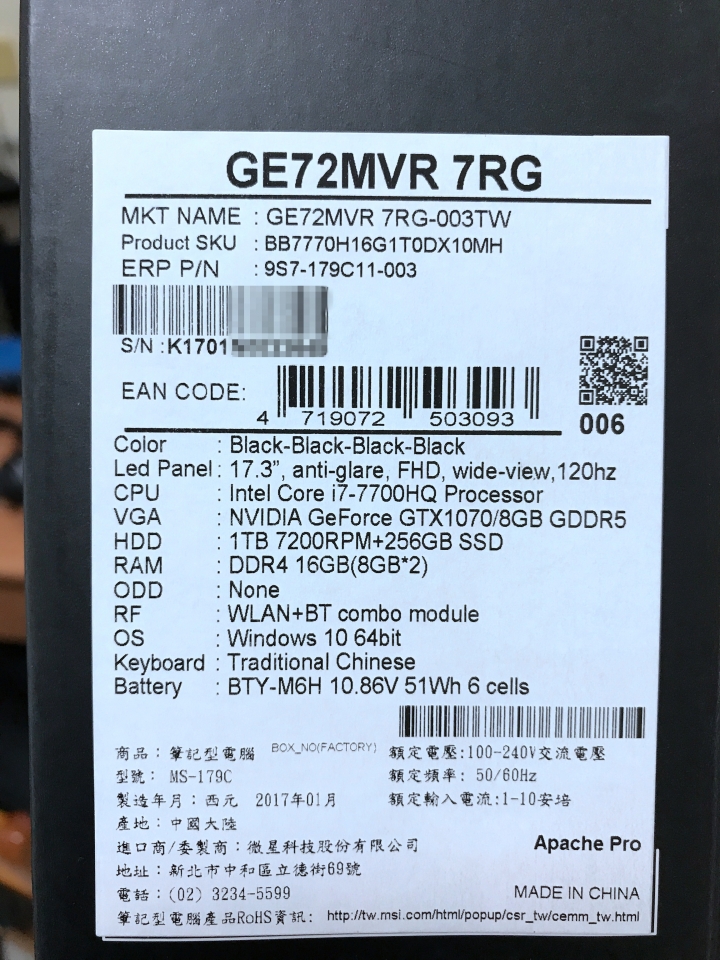 GE72MVR 7RG
MKT NAME : GE72MVR 7RG-003TW
Product SKU : BB7770H16G1T0DX10MH
ERP P/N : 9S7-179C11-003
S/N : K1701
EAN CODE:
4 719072 503093
006
Color : Black-Black-Black-Black
Led Panel : 17.3”, anti-glare, FHD, wide-view,120hz
CPU : Intel Core i7-7700HQ Processor
VGA : NVIDIA GeForce GTX1070/8GB GDDR5
HDD : 1TB 7200RPM+256GB SSD
RAM : DDR4 16GB(8GB*2)
ODD : None
RF : WLAN+BT combo module
OS : Windows 10 64bit
Keyboard : Traditional Chinese
Battery : BTY-M6H 10.86V 51Wh 6 cells
商品：筆記型電腦 BOX_NO(FACTORY) 額定電壓:100-240V交流電壓
型號： MS-179C 額定頻率: 50/60Hz
製造年月：西元 2017年01月 額定輸入電流:1-10安培
產地：中國大陸
進口商/委製商：微星科技股份有限公司 Apache Pro
地址：新北市中和區立德街69號
電話：(02) 3234-5599 MADE IN CHINA
筆記型電腦產品RoHS資訊: http://tw.msi.com/html/popup/csr_tw/cemm_tw.html